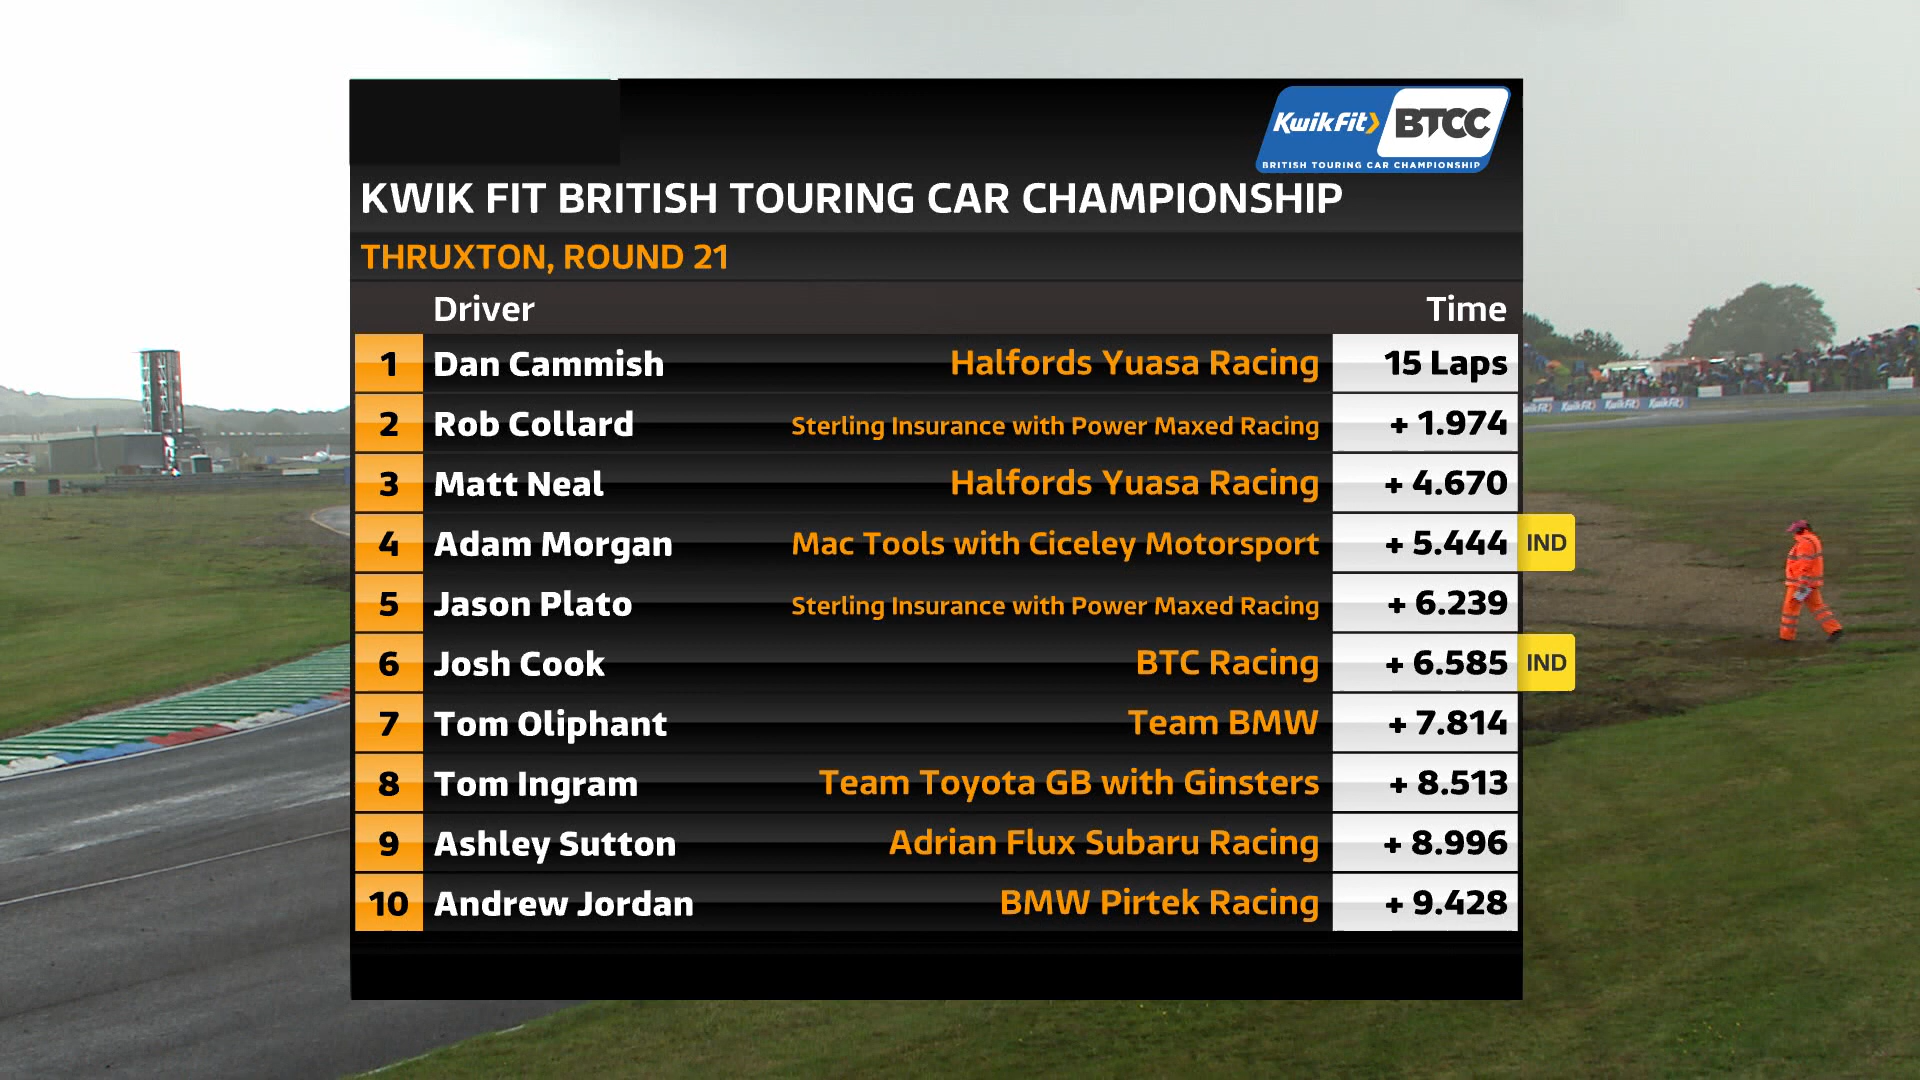 KwikFit BTCC
BRITISH TOURING CAR CHAMPIONSHIP
KWIK FIT BRITISH TOURING CAR CHAMPIONSHIP
THRUXTON, ROUND 21
Driver Time
1 Dan Cammish Halfords Yuasa Racing 15 Laps
2 Rob Collard Sterling Insurance with Power Maxed Racing + 1.974
3 Matt Neal Halfords Yuasa Racing + 4.670
4 Adam Morgan Mac Tools with Ciceley Motorsport + 5.444 IND
5 Jason Plato Sterling Insurance with Power Maxed Racing + 6.239
6 Josh Cook BTC Racing + 6.585 IND
7 Tom Oliphant Team BMW + 7.814
8 Tom Ingram Team Toyota GB with Ginsters + 8.513
9 Ashley Sutton Adrian Flux Subaru Racing + 8.996
10 Andrew Jordan BMW Pirtek Racing + 9.428
KwikFit KwikFit KwikFit